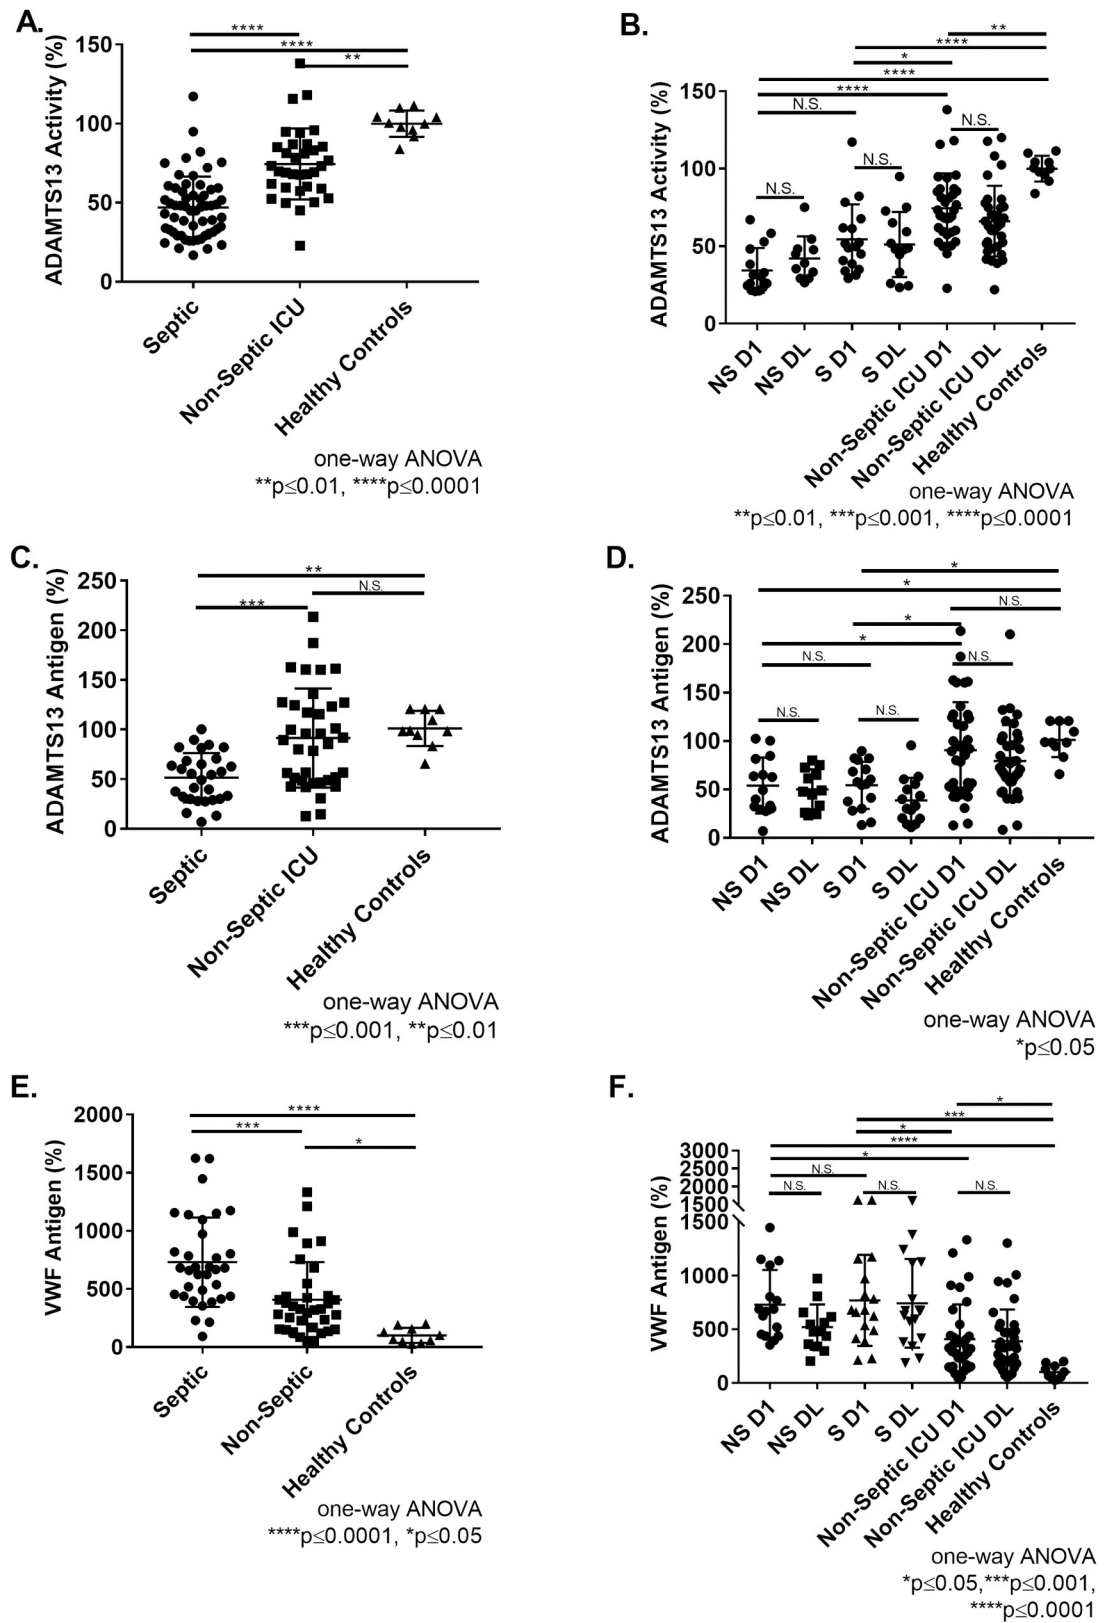 A.
ADAMTS13 Activity (%)
****
****
**
150
100
50
0
Septic
Non-Septic ICU
Healthy Controls
one-way ANOVA
**p≤0.01, ****p≤0.0001
B.
ADAMTS13 Activity (%)
**
****
*
****
****
N.S.
N.S.
N.S.
N.S.
150
100
50
0
NS D1
NS DL
S D1
S DL
Non-Septic ICU D1
Non-Septic ICU DL
Healthy Controls
one-way ANOVA
**p≤0.01, ***p≤0.001, ****p≤0.0001
C.
ADAMTS13 Antigen (%)
**
N.S.
***
250
200
150
100
50
0
Septic
Non-Septic ICU
Healthy Controls
one-way ANOVA
***p≤0.001, **p≤0.01
D.
ADAMTS13 Antigen (%)
*
*
N.S.
*
*
N.S.
N.S.
N.S.
N.S.
250
200
150
100
50
0
NS D1
NS DL
S D1
S DL
Non-Septic ICU D1
Non-Septic ICU DL
Healthy Controls
one-way ANOVA
*p≤0.05
E.
VWF Antigen (%)
****
***
*
2000
1500
1000
500
0
Septic
Non-Septic
Healthy Controls
one-way ANOVA
****p≤0.0001, *p≤0.05
F.
VWF Antigen (%)
*
***
*
****
*
N.S.
N.S.
N.S.
N.S.
3000
2500
2000
1500
1500
1000
500
0
NS D1
NS DL
S D1
S DL
Non-Septic ICU D1
Non-Septic ICU DL
Healthy Controls
one-way ANOVA
*p≤0.05,***p≤0.001,
****p≤0.0001